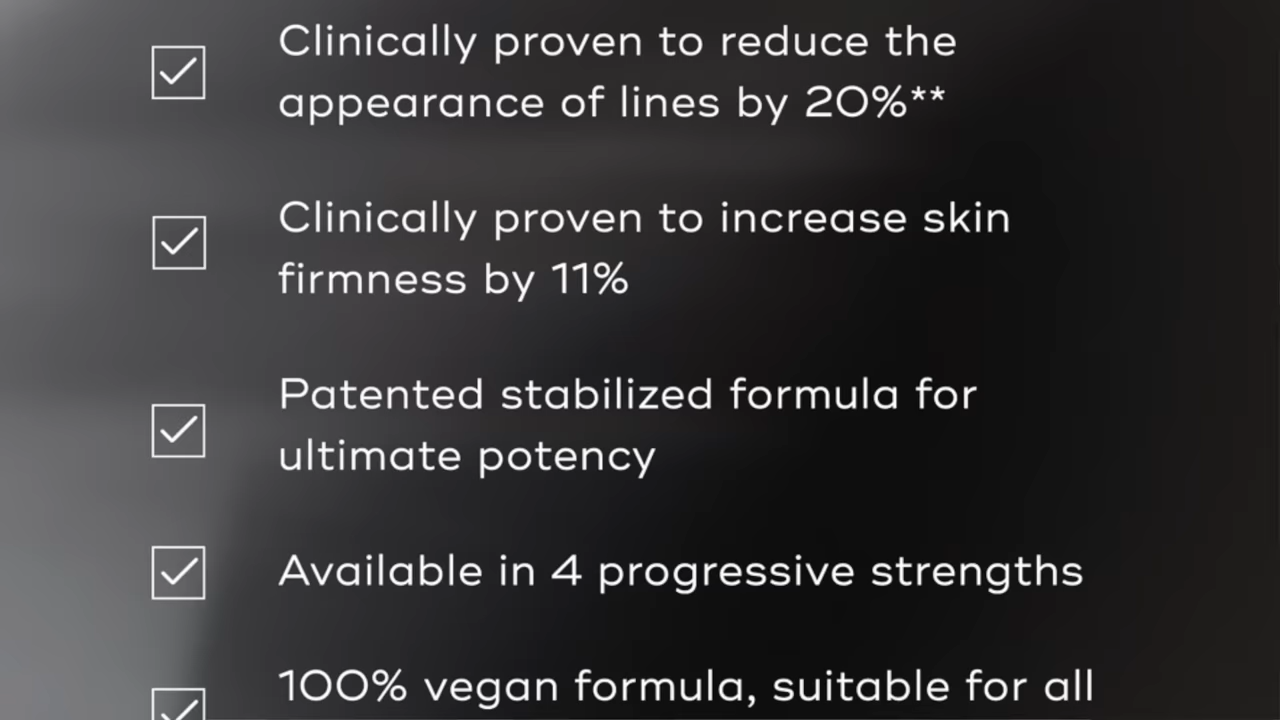 Clinically proven to reduce the
appearance of lines by 20%**
Clinically proven to increase skin
firmness by 11%
Patented stabilized formula for
ultimate potency
Available in 4 progressive strengths
100% vegan formula, suitable for all